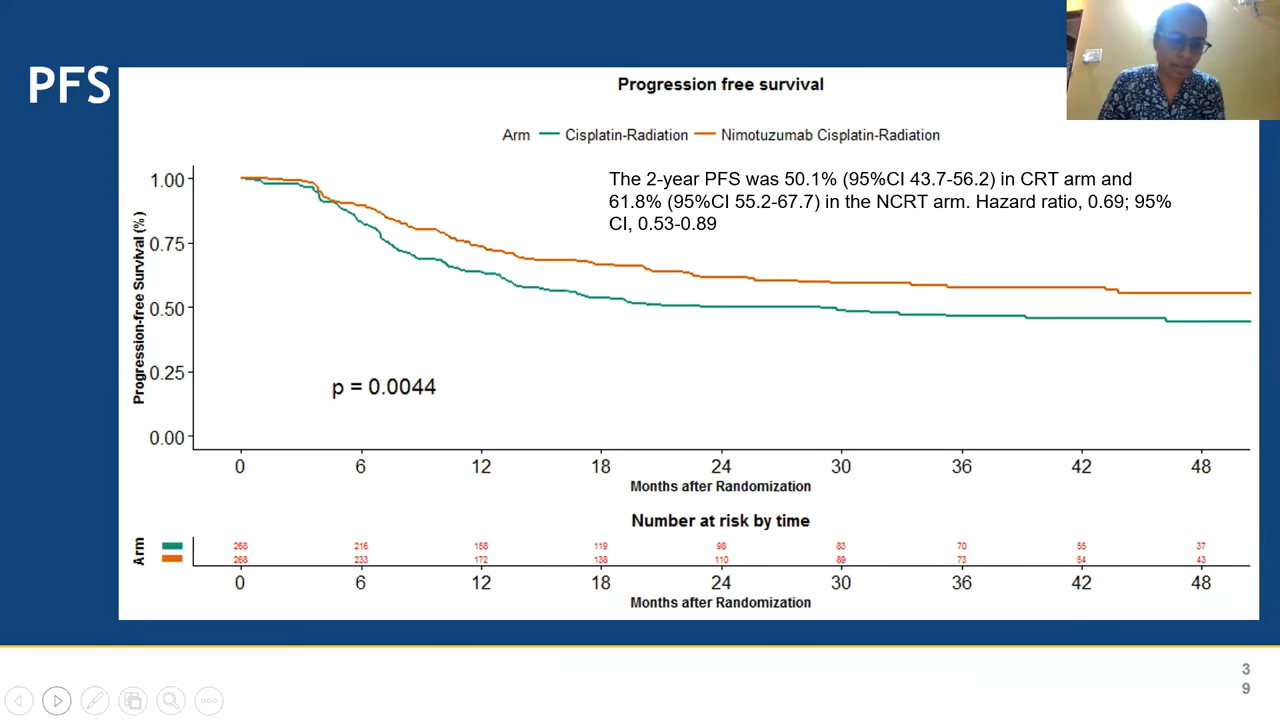 PFS
Progression free survival
Arm Cisplatin-Radiation Nimotuzumab Cisplatin-Radiation
The 2-year PFS was 50.1% (95%CI 43.7-56.2) in CRT arm and
61.8% (95%CI 55.2-67.7) in the NCRT arm. Hazard ratio, 0.69; 95%
CI, 0.53-0.89
Progression-free Survival (%)
1.00
0.75
0.50
0.25
0.00
p = 0.0044
0 6 12 18 24 30 36 42 48
Months after Randomization
Number at risk by time
Arm
268 216 158 119 98 83 70 55 37
268 233 172 138 110 89 73 54 43
0 6 12 18 24 30 36 42 48
Months after Randomization
3
9